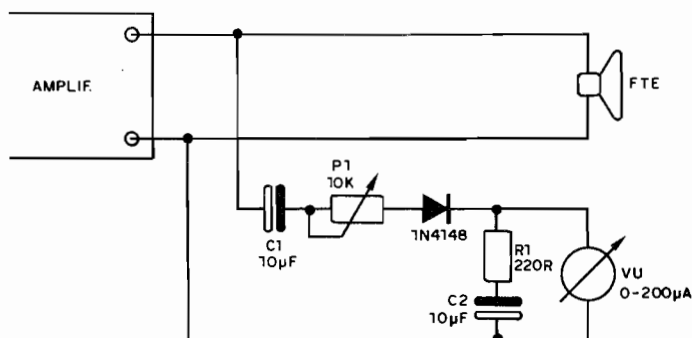 AMPLIF.
FTE
P1
10K
1N4148
C1
10µF
R1
220R
C2
10µF
VU
0-200µA